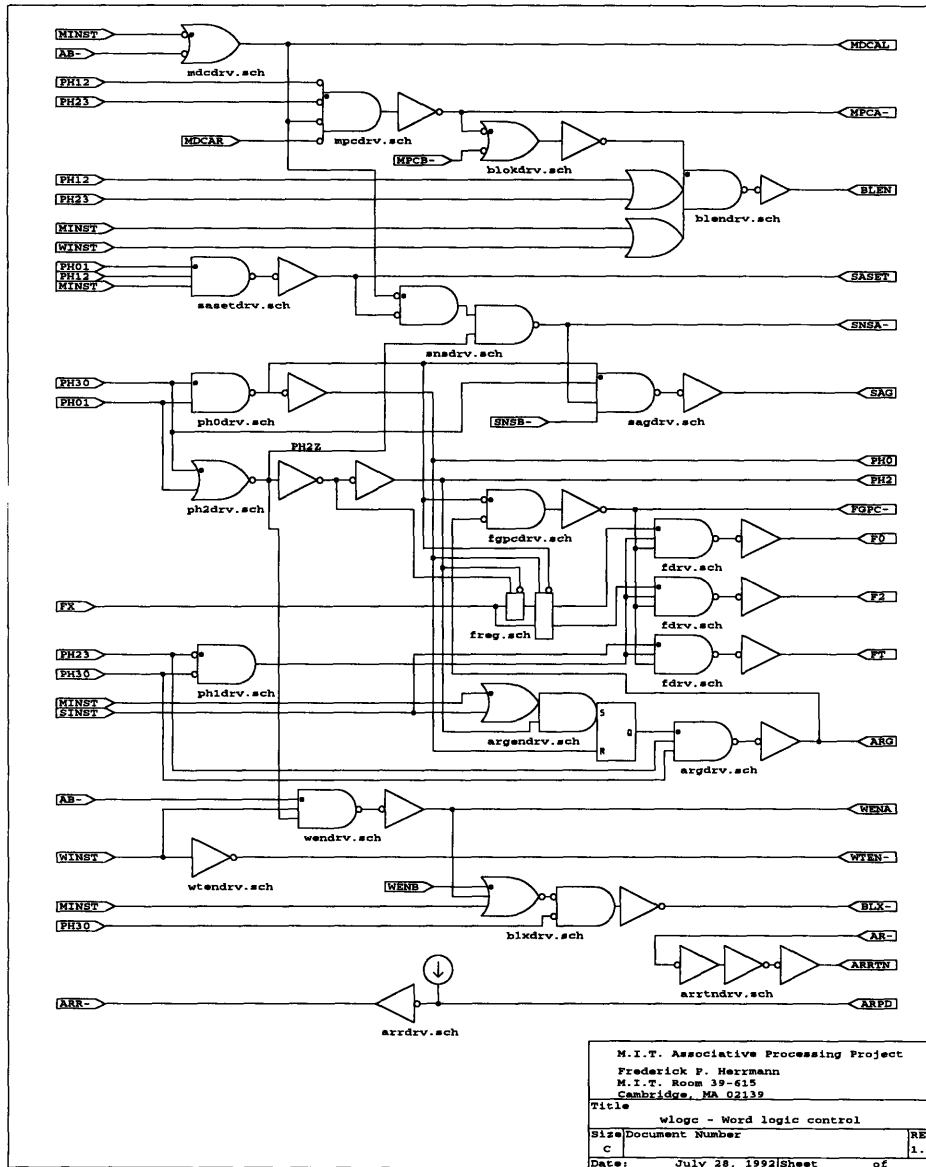 MINST
AB-
mdcdrv.sch
MDCAL
PH12
PH23
MDCAR
mpcdrv.sch
MPCA-
MPCB-
blokdrv.sch
PH12
PH23
blendrv.sch
BLEN
MINST
WINST
PH01
PH12
MINST
sasetdrv.sch
SASET
snsdrv.sch
SNSA-
PH30
PH01
ph0drv.sch
SNSB-
sagdrv.sch
SAG
PH2Z
PH0
PH2
ph2drv.sch
fgpcdrv.sch
FGPC-
fdrv.sch
F0
FX
freg.sch
fdrv.sch
F2
PH23
PH30
ph1drv.sch
fdrv.sch
FT
MINST
SINST
argendrv.sch
S
Q
R
argdrv.sch
ARG
AB-
wendrv.sch
WENA
WINST
wtendrv.sch
WTEN-
WENB
MINST
PH30
blxdrv.sch
BLX-
AR-
ARRTN
arrtndrv.sch
ARR-
arrdrv.sch
ARPD
M.I.T. Associative Processing Project
Frederick P. Herrmann
M.I.T. Room 39-615
Cambridge, MA 02139
Title
wlogc - Word logic control
Size Document Number RE
C 1.
Date: July 28, 1992 Sheet of